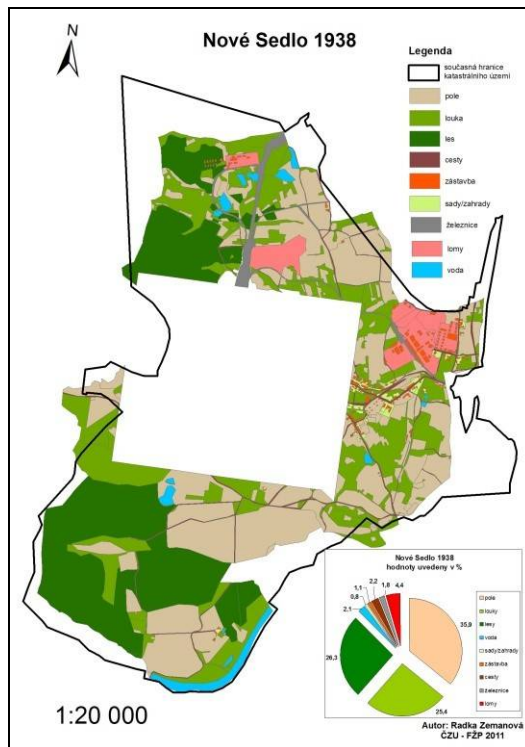 Nové Sedlo 1938
N
Legenda
současná hranice
katastrálního území
pole
louka
les
cesty
zástavba
sady/zahrady
železnice
lomy
voda
Nové Sedlo 1938
hodnoty uvedeny v %
35,9
25,4
26,3
2,1
0,8
1,1
2,2
1,8
4,4
pole
louky
lesy
voda
sady/zahrady
zástavba
cesty
železnice
lomy
1:20 000
Autor: Radka Zemanová
ČZU - FŽP 2011